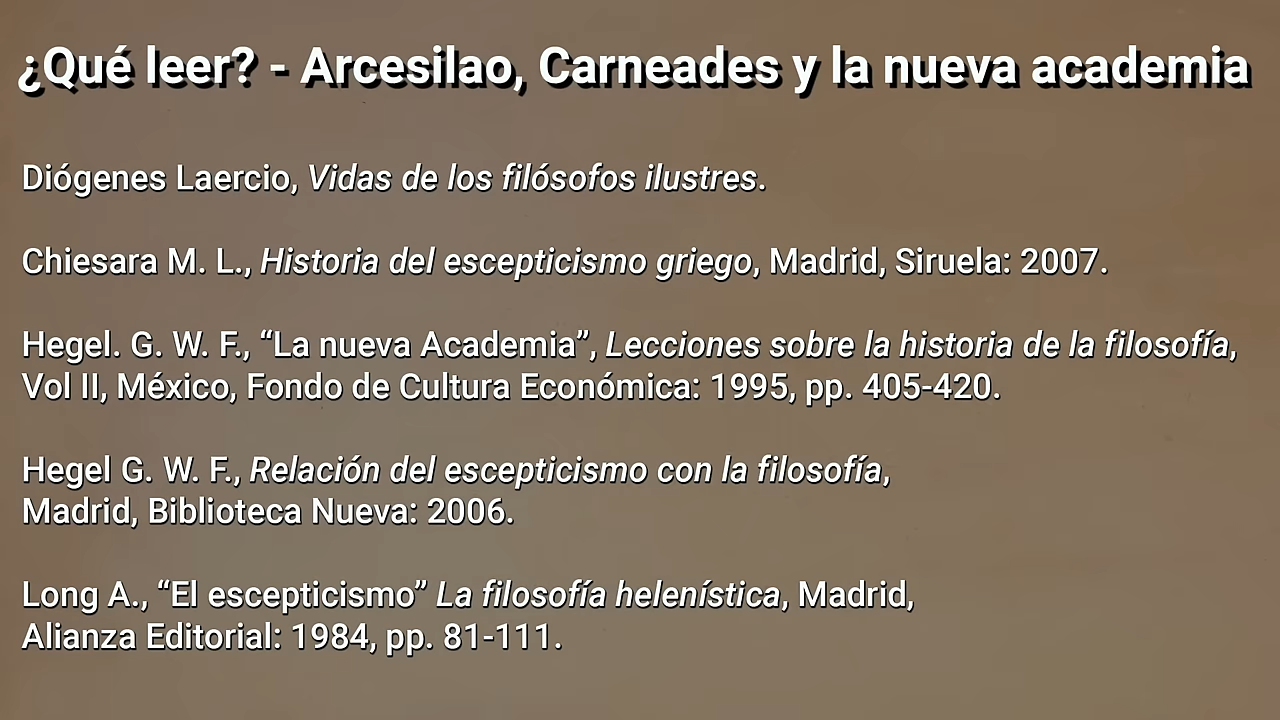 ¿Qué leer? - Arcesilao, Carneades y la nueva academia
Diógenes Laercio, Vidas de los filósofos ilustres.
Chiesara M. L., Historia del escepticismo griego, Madrid, Siruela: 2007.
Hegel. G. W. F., “La nueva Academia”, Lecciones sobre la historia de la filosofía,
Vol II, México, Fondo de Cultura Económica: 1995, pp. 405-420.
Hegel G. W. F., Relación del escepticismo con la filosofía,
Madrid, Biblioteca Nueva: 2006.
Long A., “El escepticismo” La filosofía helenística, Madrid,
Alianza Editorial: 1984, pp. 81-111.